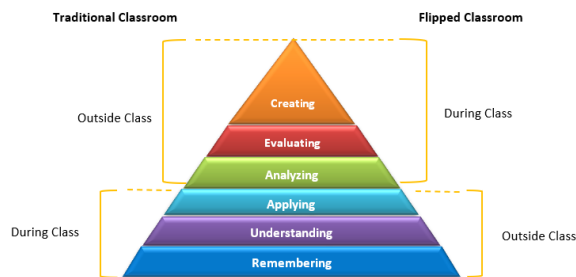 Traditional Classroom
Flipped Classroom
Creating
Outside Class
During Class
Evaluating
Analyzing
Applying
During Class
Understanding
Outside Class
Remembering